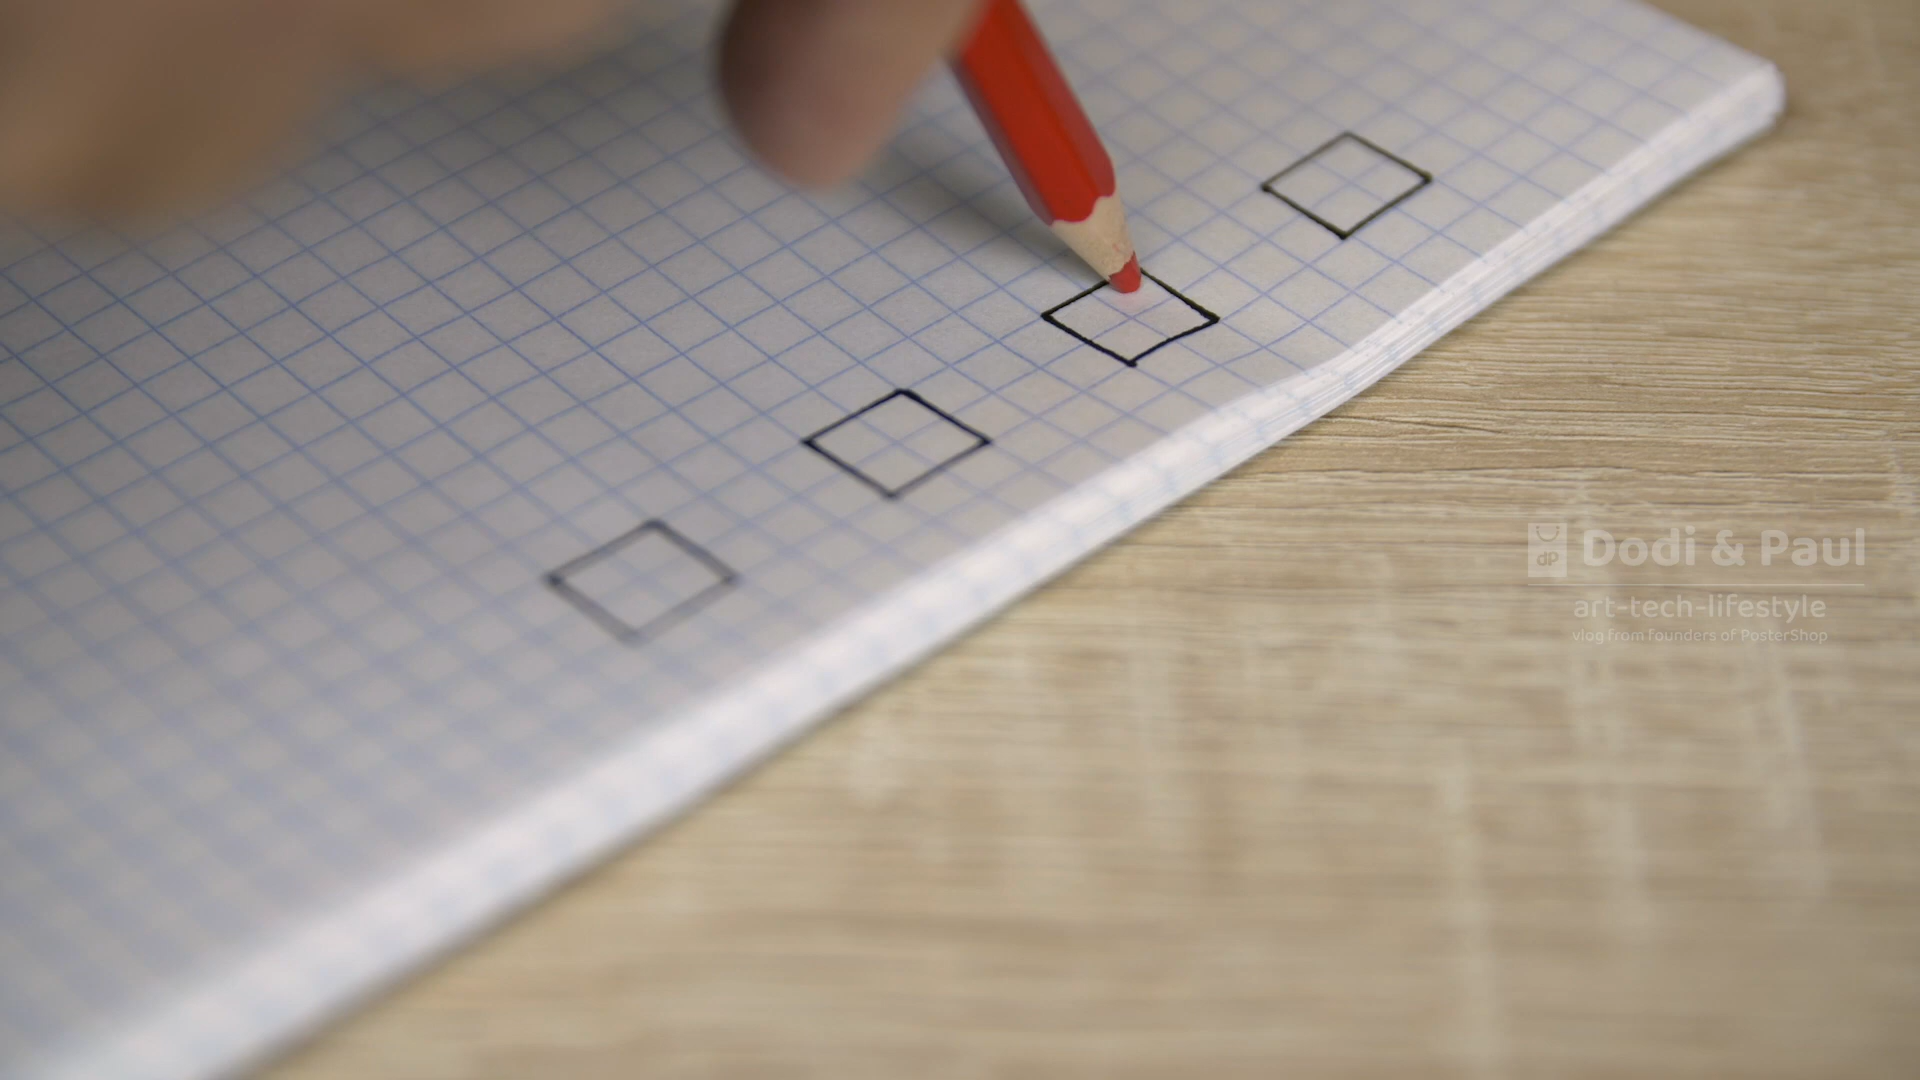 dP
Dodi & Paul
art-tech-lifestyle
vlog from founders of PosterShop